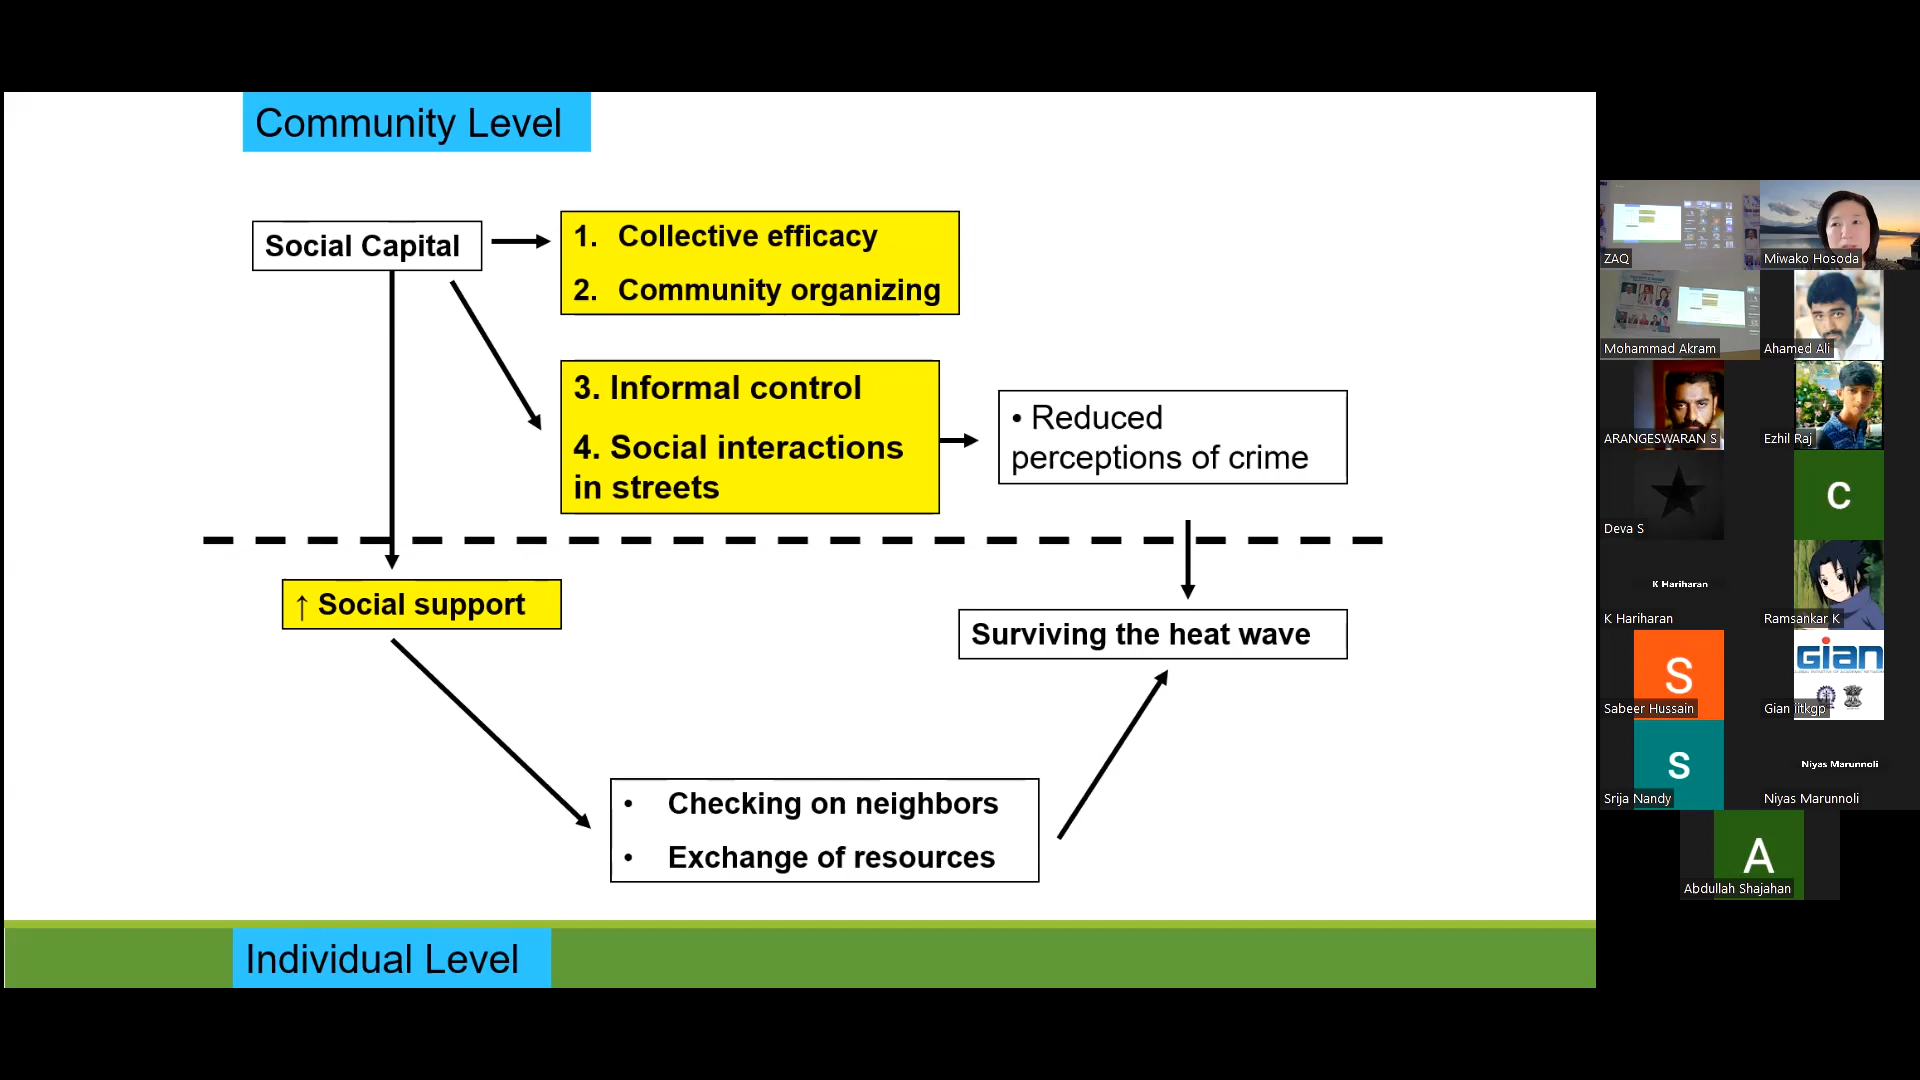 Community Level
Social Capital
1. Collective efficacy
2. Community organizing
3. Informal control
4. Social interactions
in streets
• Reduced
perceptions of crime
↑ Social support
Surviving the heat wave
• Checking on neighbors
• Exchange of resources
Individual Level
ZAQ
Miwako Hosoda
Mohammad Akram
Ahamed Ali
ARANGESWARAN S
Ezhil Raj
Deva S
C
K Hariharan
K Hariharan
Ramsankar K
S
Sabeer Hussain
Gian
Gian iitkgp
S
Srija Nandy
Niyas Marunnoli
Niyas Marunnoli
A
Abdullah Shajahan